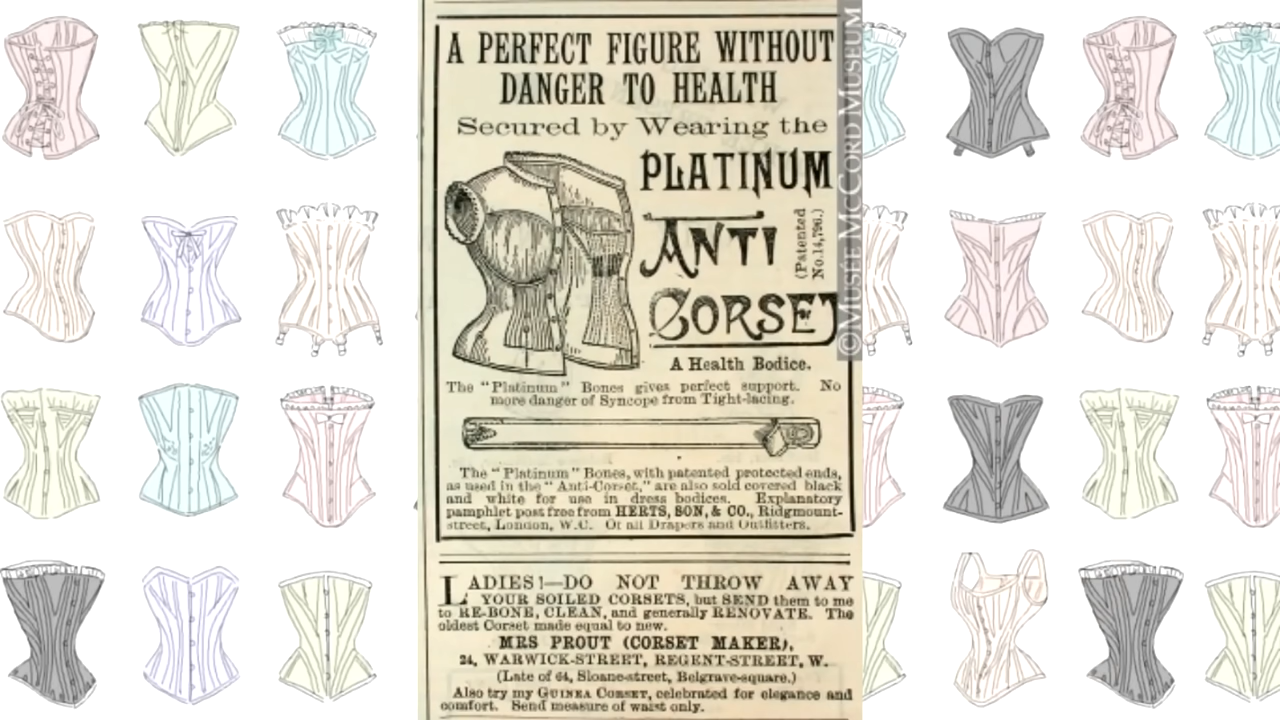 A PERFECT FIGURE WITHOUT
DANGER TO HEALTH
Secured by Wearing the
PLATINUM
ANTI
(Patented
No.14,796.)
CORSET
A Health Bodice.
The "Platinum" Bones gives perfect support. No
more danger of Syncope from Tight-lacing.
The "Platinum" Bones, with patented protected ends,
as used in the "Anti-Corset," are also sold covered black
and white for use in dress bodices. Explanatory
pamphlet post free from HERTS, SON, & CO., Ridgmount-
street, London, W.C. Of all Drapers and Outfitters.
LADIES!—DO NOT THROW AWAY
YOUR SOILED CORSETS, but SEND them to me
to RE-BONE, CLEAN, and generally RENOVATE. The
oldest Corset made equal to new.
MRS PROUT (CORSET MAKER),
24, WARWICK-STREET, REGENT-STREET, W.
(Late of 64, Sloane-street, Belgrave-square.)
Also try my GUINEA CORSET, celebrated for elegance and
comfort. Send measure of waist only.
©MUSÉE MCCORD MUSEUM